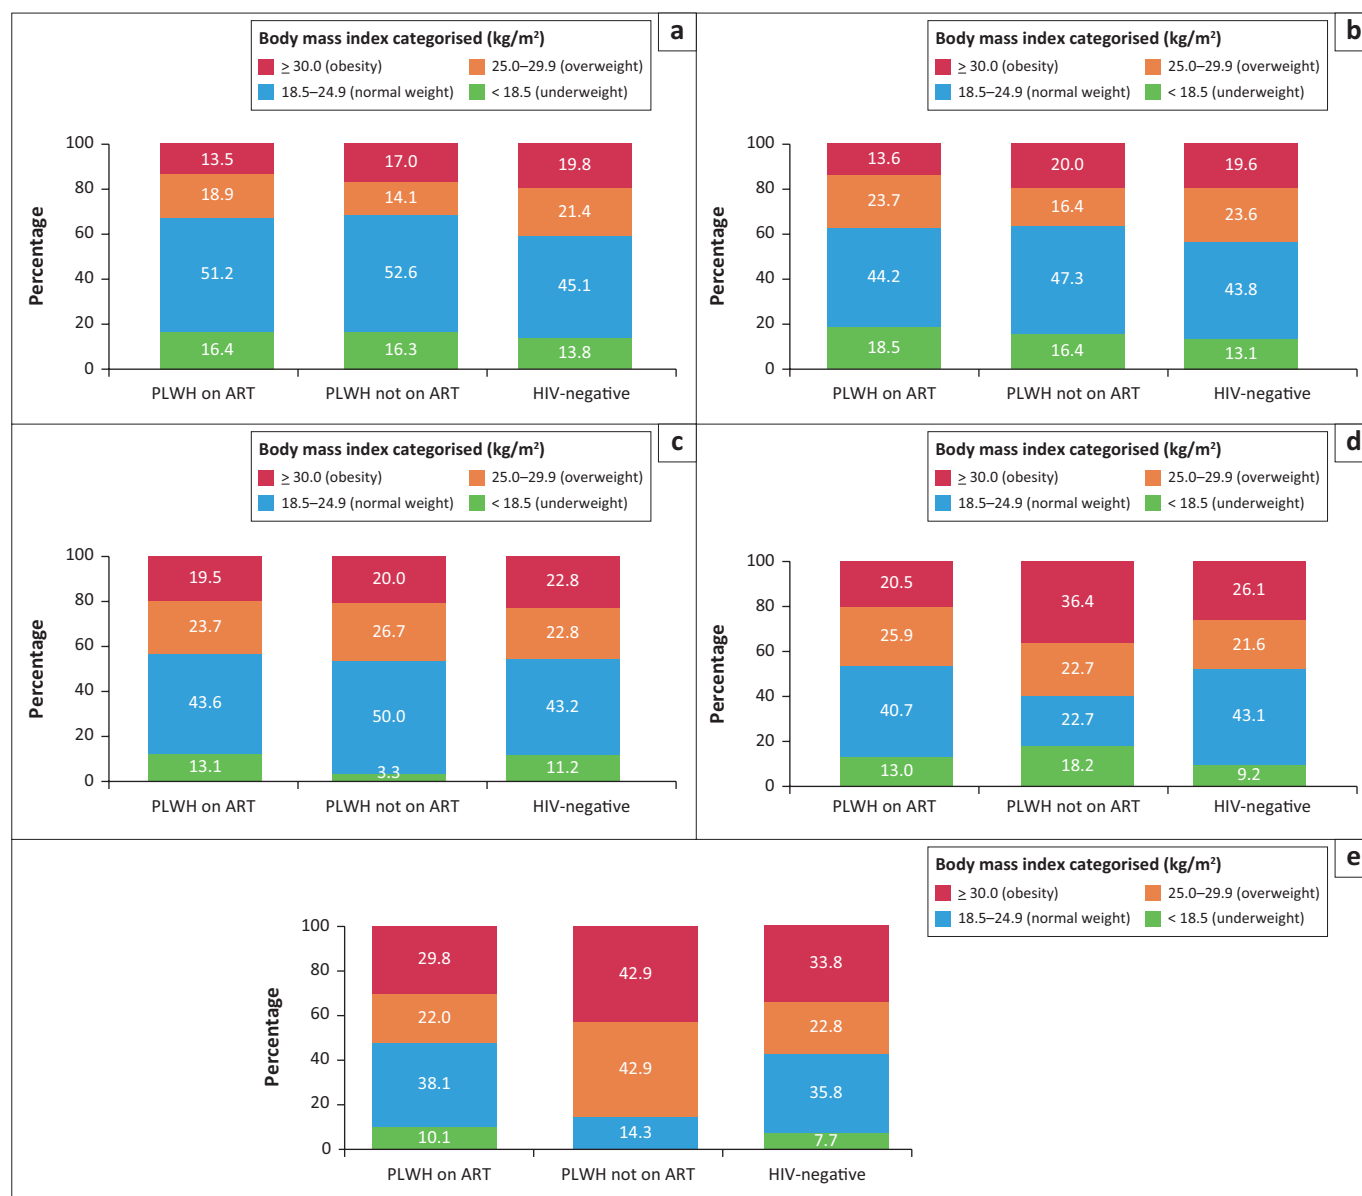 a
Body mass index categorised (kg/m²)
≥ 30.0 (obesity) 25.0–29.9 (overweight)
18.5–24.9 (normal weight) < 18.5 (underweight)
Percentage
100
80
60
40
20
0
13.5 17.0 19.8
18.9 14.1 21.4
51.2 52.6 45.1
16.4 16.3 13.8
PLWH on ART PLWH not on ART HIV-negative
b
Body mass index categorised (kg/m²)
≥ 30.0 (obesity) 25.0–29.9 (overweight)
18.5–24.9 (normal weight) < 18.5 (underweight)
Percentage
100
80
60
40
20
0
13.6 20.0 19.6
23.7 16.4 23.6
44.2 47.3 43.8
18.5 16.4 13.1
PLWH on ART PLWH not on ART HIV-negative
c
Body mass index categorised (kg/m²)
≥ 30.0 (obesity) 25.0–29.9 (overweight)
18.5–24.9 (normal weight) < 18.5 (underweight)
Percentage
100
80
60
40
20
0
19.5 20.0 22.8
23.7 26.7 22.8
43.6 50.0 43.2
13.1 3.3 11.2
PLWH on ART PLWH not on ART HIV-negative
d
Body mass index categorised (kg/m²)
≥ 30.0 (obesity) 25.0–29.9 (overweight)
18.5–24.9 (normal weight) < 18.5 (underweight)
Percentage
100
80
60
40
20
0
20.5 36.4 26.1
25.9 22.7 21.6
40.7 22.7 43.1
13.0 18.2 9.2
PLWH on ART PLWH not on ART HIV-negative
e
Body mass index categorised (kg/m²)
≥ 30.0 (obesity) 25.0–29.9 (overweight)
18.5–24.9 (normal weight) < 18.5 (underweight)
Percentage
100
80
60
40
20
0
29.8 42.9 33.8
22.0 42.9 22.8
38.1 14.3 35.8
10.1 7.7
PLWH on ART PLWH not on ART HIV-negative